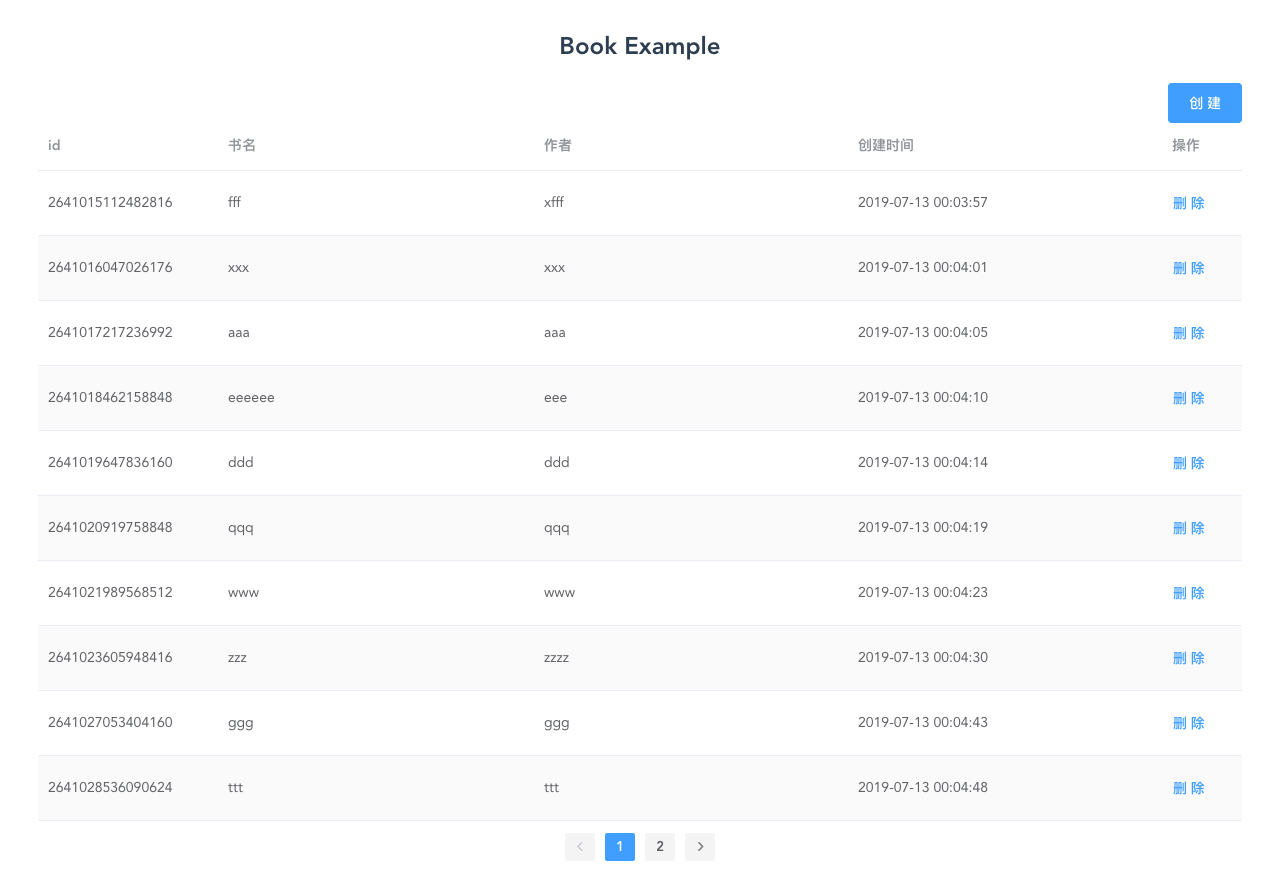 Book Example
创 建
id 书名 作者 创建时间 操作
2641015112482816 fff xfff 2019-07-13 00:03:57 删 除
2641016047026176 xxx xxx 2019-07-13 00:04:01 删 除
2641017217236992 aaa aaa 2019-07-13 00:04:05 删 除
2641018462158848 eeeeee eee 2019-07-13 00:04:10 删 除
2641019647836160 ddd ddd 2019-07-13 00:04:14 删 除
2641020919758848 qqq qqq 2019-07-13 00:04:19 删 除
2641021989568512 www www 2019-07-13 00:04:23 删 除
2641023605948416 zzz zzzz 2019-07-13 00:04:30 删 除
2641027053404160 ggg ggg 2019-07-13 00:04:43 删 除
2641028536090624 ttt ttt 2019-07-13 00:04:48 删 除
1 2